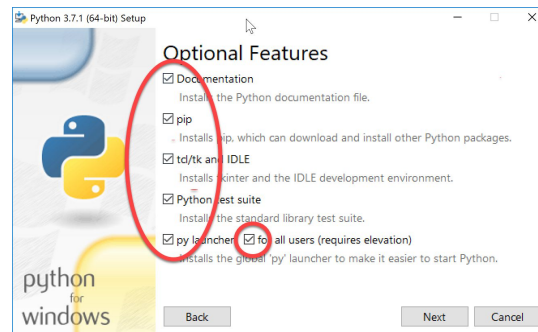 Python 3.7.1 (64-bit) Setup
Optional Features
Documentation
Installs the Python documentation file.
pip
Installs pip, which can download and install other Python packages.
tcl/tk and IDLE
Installs tkinter and the IDLE development environment.
Python test suite
Installs the standard library test suite.
py launcher for all users (requires elevation)
Installs the global 'py' launcher to make it easier to start Python.
python
for
windows
Back Next Cancel